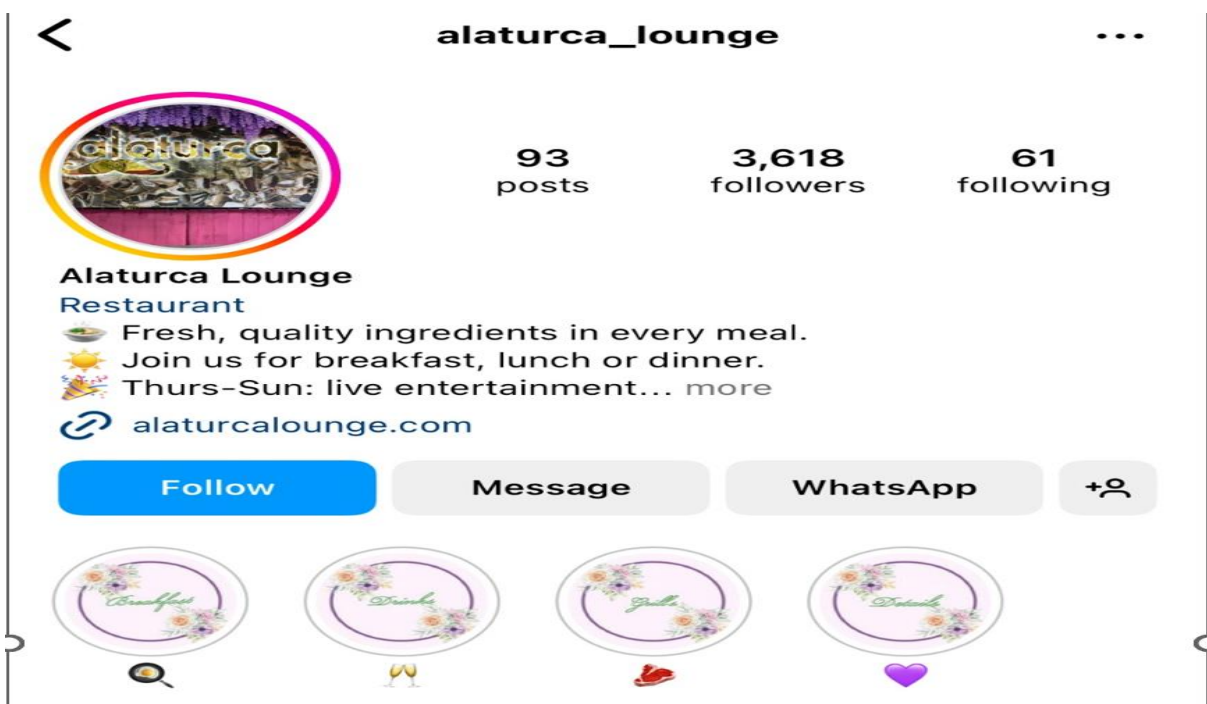 alaturca_lounge
alaturca
93
3,618
61
posts
followers
following
Alaturca Lounge
Restaurant
Fresh, quality ingredients in every meal.
Join us for breakfast, lunch or dinner.
Thurs-Sun: live entertainment... more
alaturcalounge.com
Follow
Message
WhatsApp
Breakfast
Drinks
Grills
Details